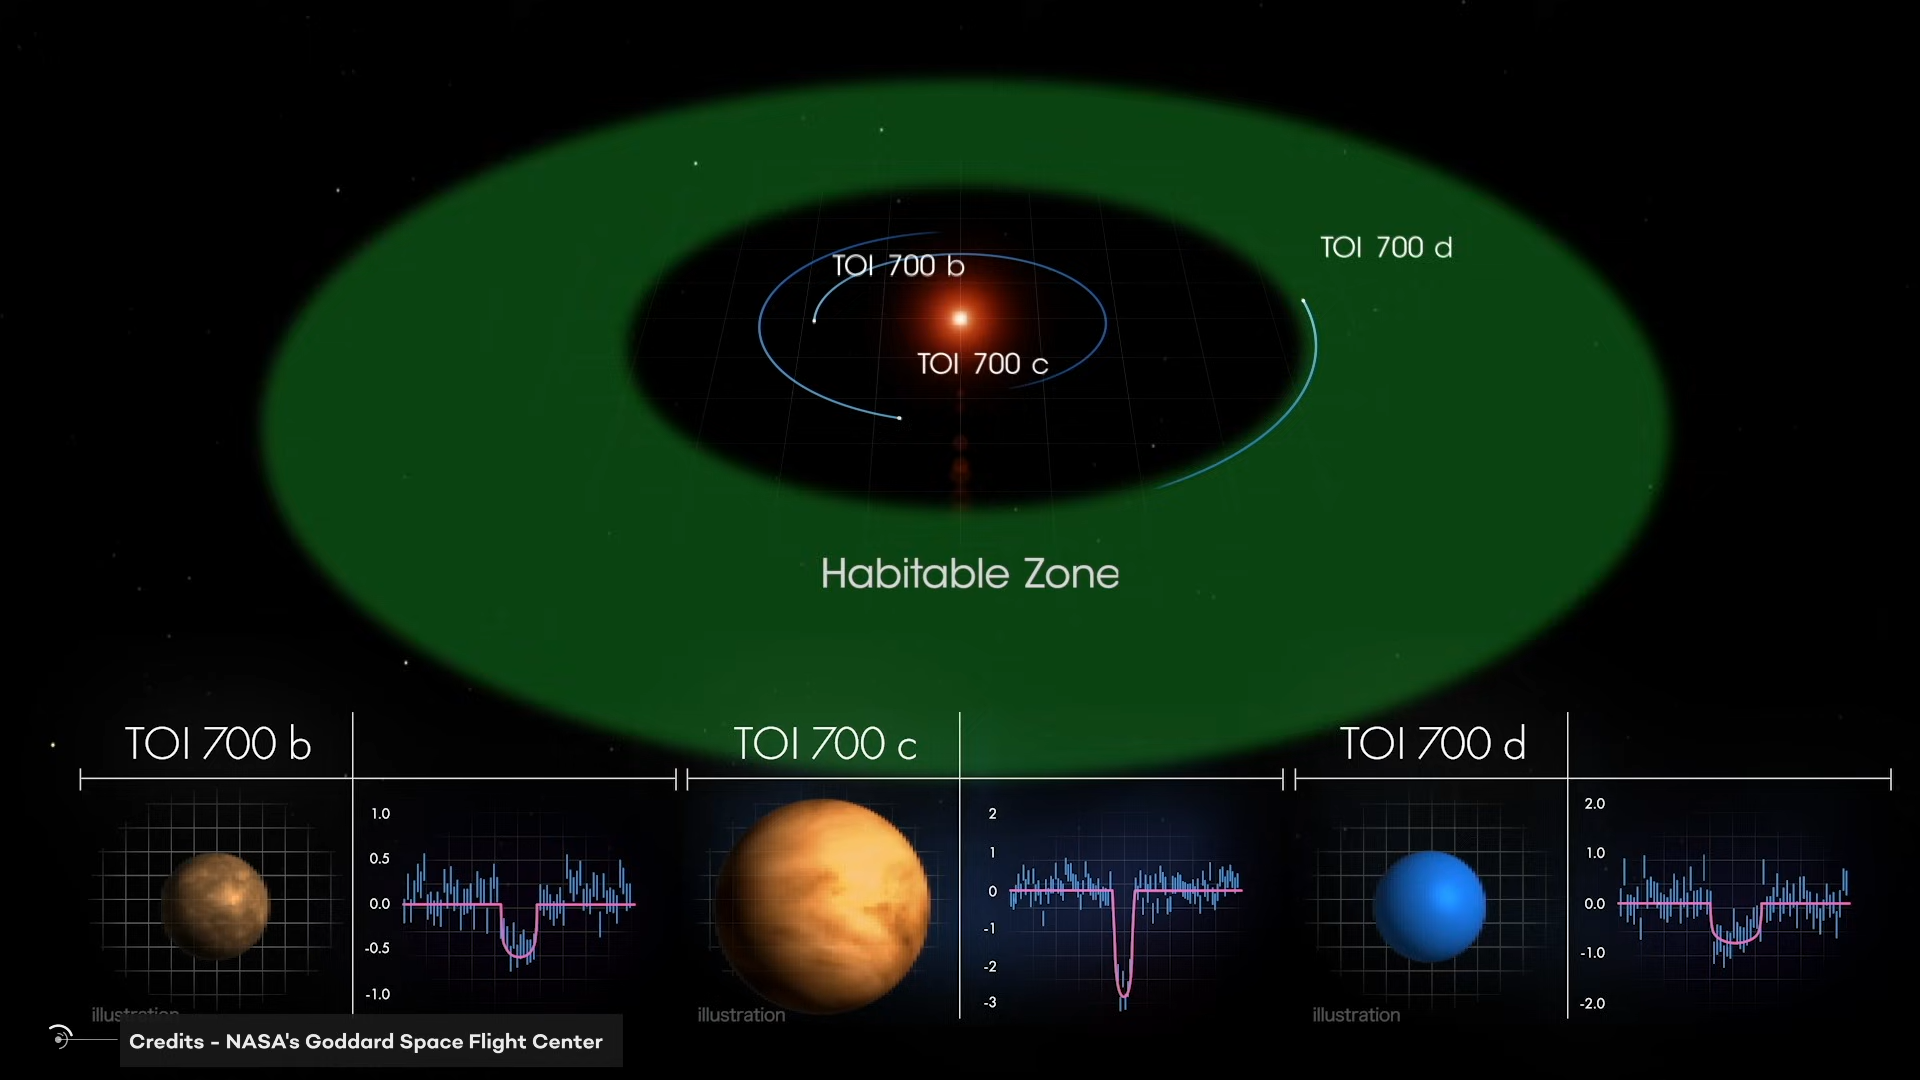 TOI 700 d
TOI 700 b
TOI 700 c
Habitable Zone
TOI 700 b
1.0
0.5
0.0
-0.5
-1.0
illustration
TOI 700 c
2
1
0
-1
-2
-3
illustration
TOI 700 d
2.0
1.0
0.0
-1.0
-2.0
illustration
Credits - NASA's Goddard Space Flight Center